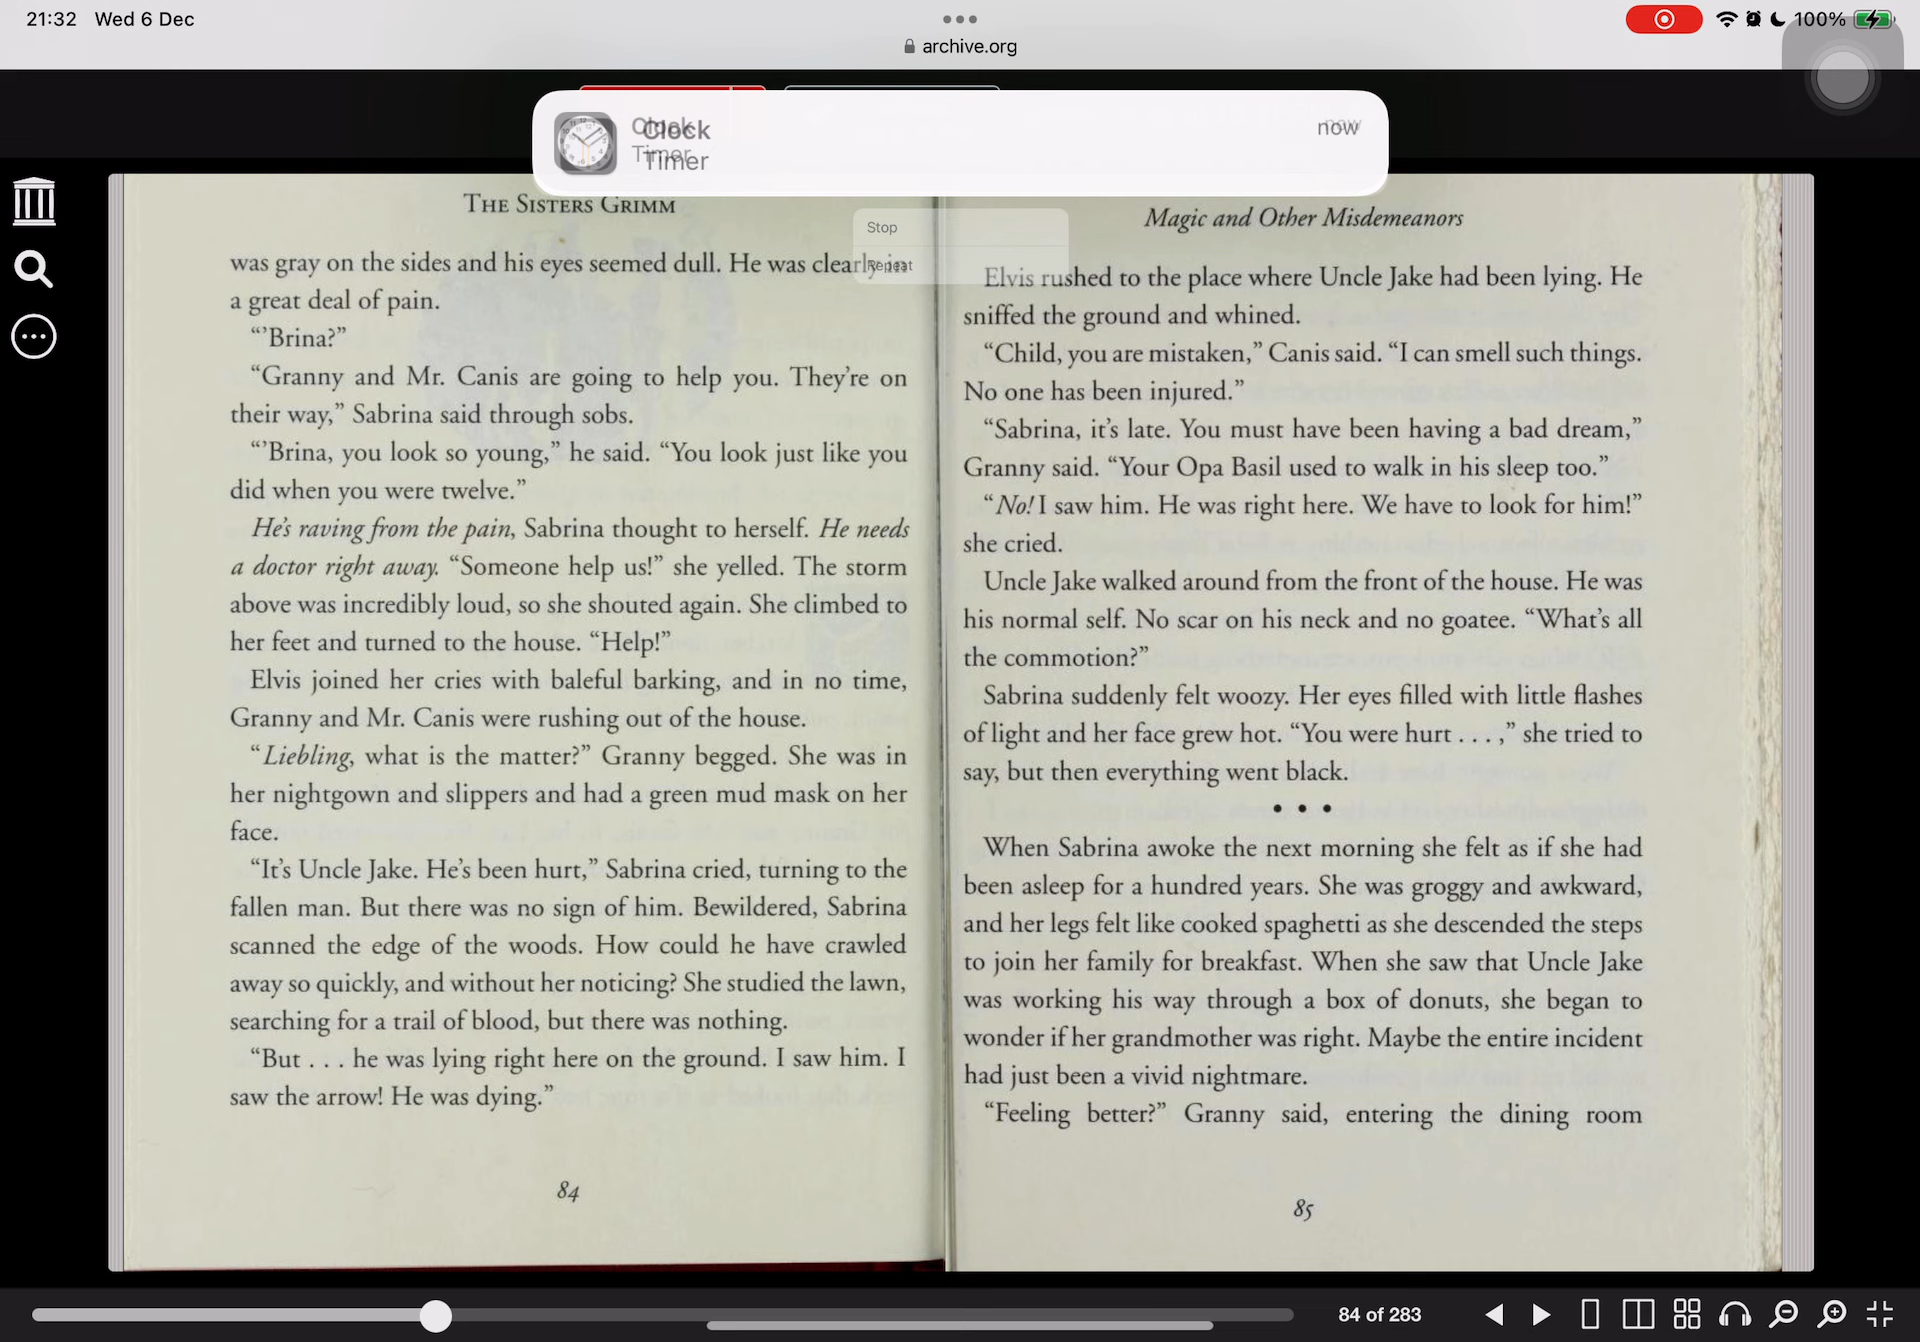 21:32 Wed 6 Dec
100%
archive.org
Clock
now
Timer
Stop
Repeat
THE SISTERS GRIMM
was gray on the sides and his eyes seemed dull. He was clearly in
a great deal of pain.
“’Brina?”
“Granny and Mr. Canis are going to help you. They’re on
their way,” Sabrina said through sobs.
“’Brina, you look so young,” he said. “You look just like you
did when you were twelve.”
He’s raving from the pain, Sabrina thought to herself. He needs
a doctor right away. “Someone help us!” she yelled. The storm
above was incredibly loud, so she shouted again. She climbed to
her feet and turned to the house. “Help!”
Elvis joined her cries with baleful barking, and in no time,
Granny and Mr. Canis were rushing out of the house.
“Liebling, what is the matter?” Granny begged. She was in
her nightgown and slippers and had a green mud mask on her
face.
“It’s Uncle Jake. He’s been hurt,” Sabrina cried, turning to the
fallen man. But there was no sign of him. Bewildered, Sabrina
scanned the edge of the woods. How could he have crawled
away so quickly, and without her noticing? She studied the lawn,
searching for a trail of blood, but there was nothing.
“But . . . he was lying right here on the ground. I saw him. I
saw the arrow! He was dying.”
84
Magic and Other Misdemeanors
Elvis rushed to the place where Uncle Jake had been lying. He
sniffed the ground and whined.
“Child, you are mistaken,” Canis said. “I can smell such things.
No one has been injured.”
“Sabrina, it’s late. You must have been having a bad dream,”
Granny said. “Your Opa Basil used to walk in his sleep too.”
“No! I saw him. He was right here. We have to look for him!”
she cried.
Uncle Jake walked around from the front of the house. He was
his normal self. No scar on his neck and no goatee. “What’s all
the commotion?”
Sabrina suddenly felt woozy. Her eyes filled with little flashes
of light and her face grew hot. “You were hurt . . . ,” she tried to
say, but then everything went black.
• • •
When Sabrina awoke the next morning she felt as if she had
been asleep for a hundred years. She was groggy and awkward,
and her legs felt like cooked spaghetti as she descended the steps
to join her family for breakfast. When she saw that Uncle Jake
was working his way through a box of donuts, she began to
wonder if her grandmother was right. Maybe the entire incident
had just been a vivid nightmare.
“Feeling better?” Granny said, entering the dining room
85
84 of 283